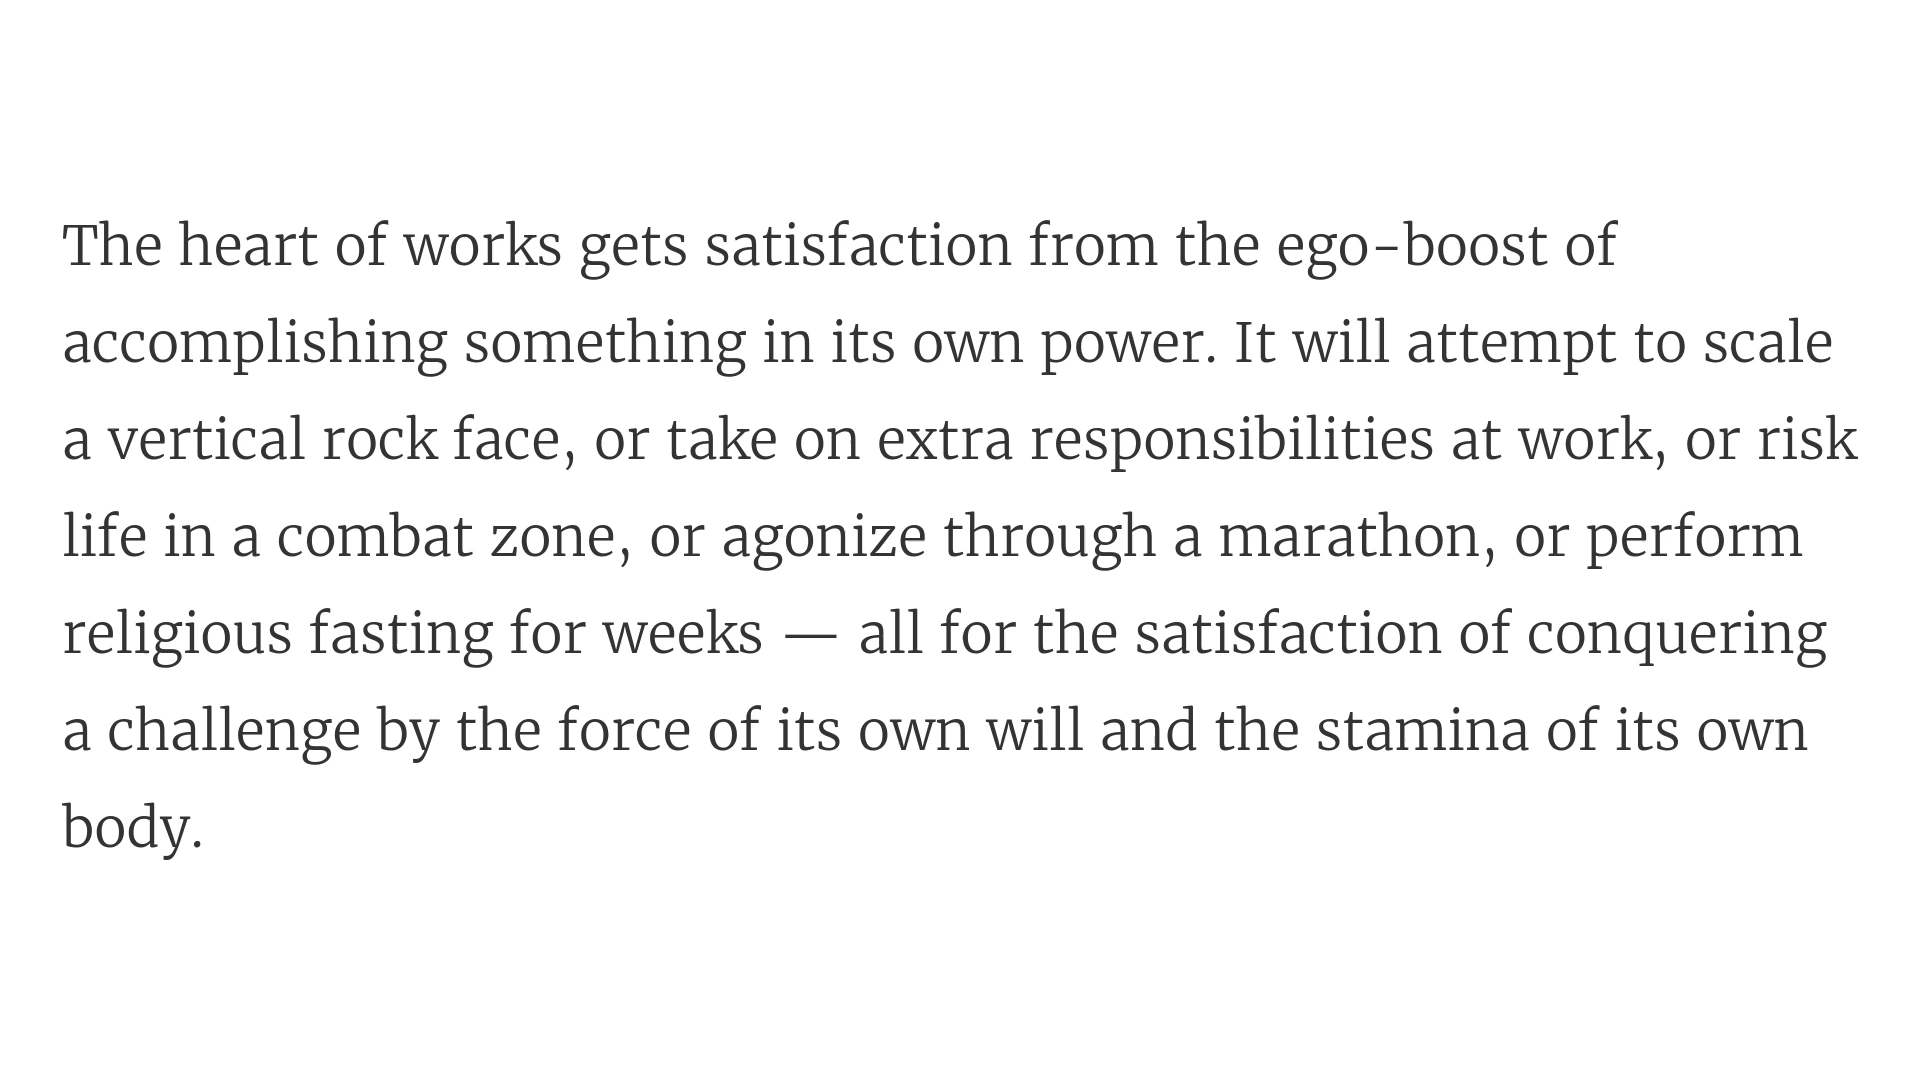 The heart of works gets satisfaction from the ego-boost of
accomplishing something in its own power. It will attempt to scale
a vertical rock face, or take on extra responsibilities at work, or risk
life in a combat zone, or agonize through a marathon, or perform
religious fasting for weeks — all for the satisfaction of conquering
a challenge by the force of its own will and the stamina of its own
body.